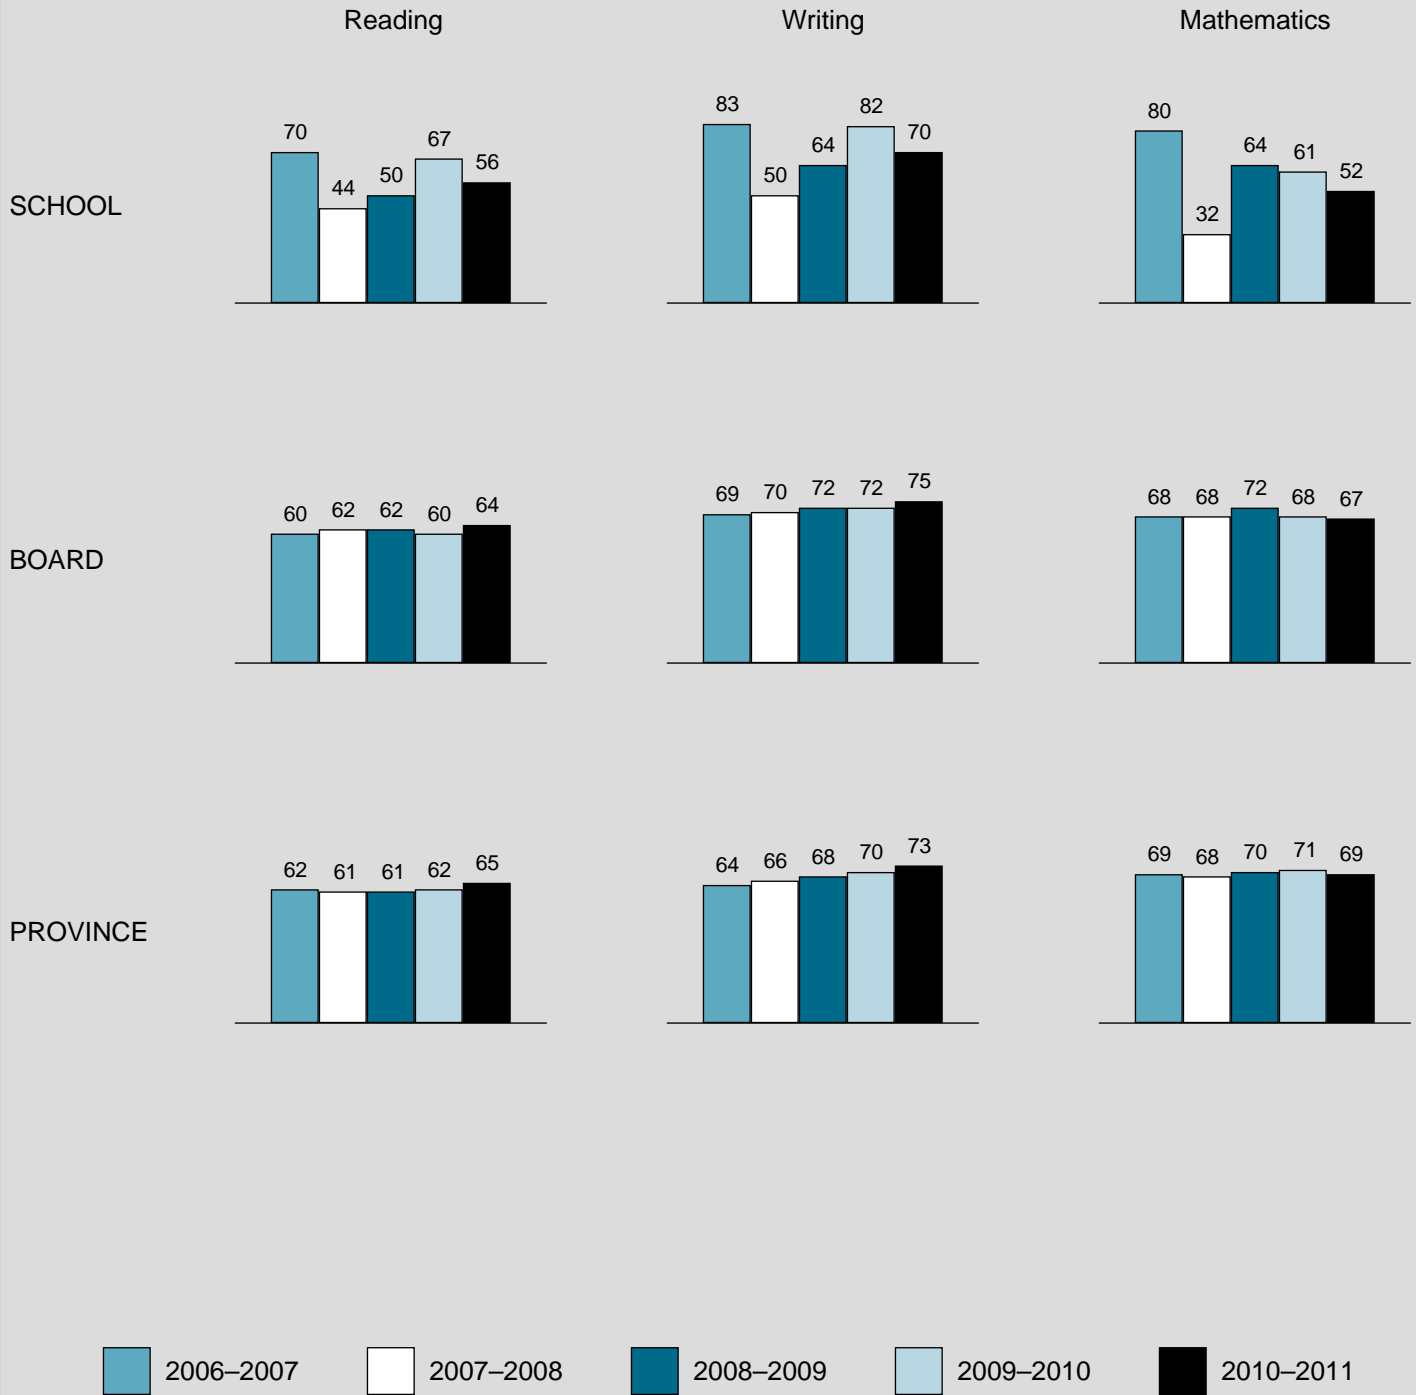 Reading Writing Mathematics
SCHOOL
70 44 50 67 56
83 50 64 82 70
80 32 64 61 52
BOARD
60 62 62 60 64
69 70 72 72 75
68 68 72 68 67
PROVINCE
62 61 61 62 65
64 66 68 70 73
69 68 70 71 69
2006–2007 2007–2008 2008–2009 2009–2010 2010–2011